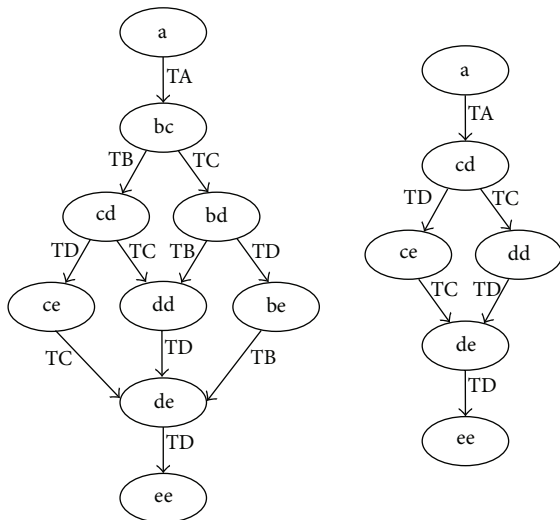 a
TA
bc
TB TC
cd bd
TD TC TB TD
ce dd be
TC TD TB
de
TD
ee
a
TA
cd
TD TC
ce dd
TC TD
de
TD
ee